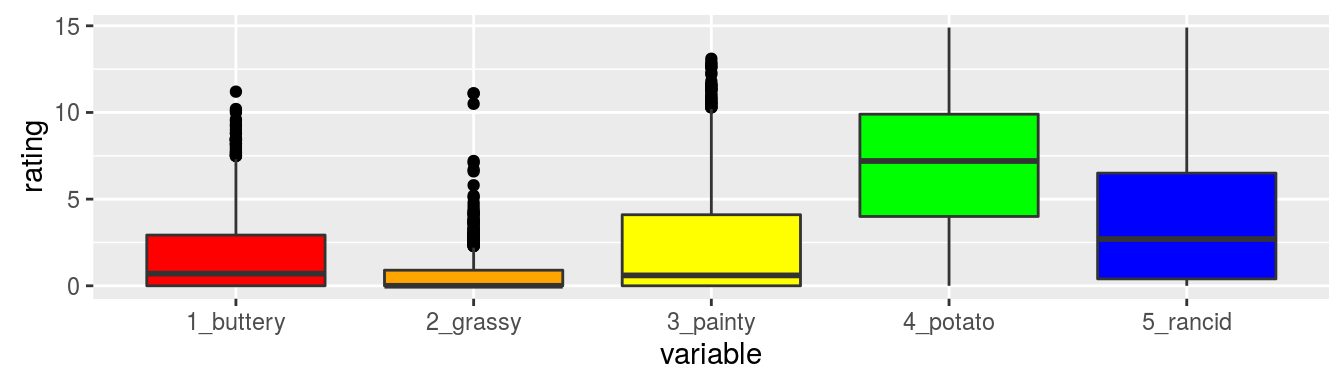 15
10
5
0
rating
1_buttery 2_grassy 3_painty 4_potato 5_rancid
variable